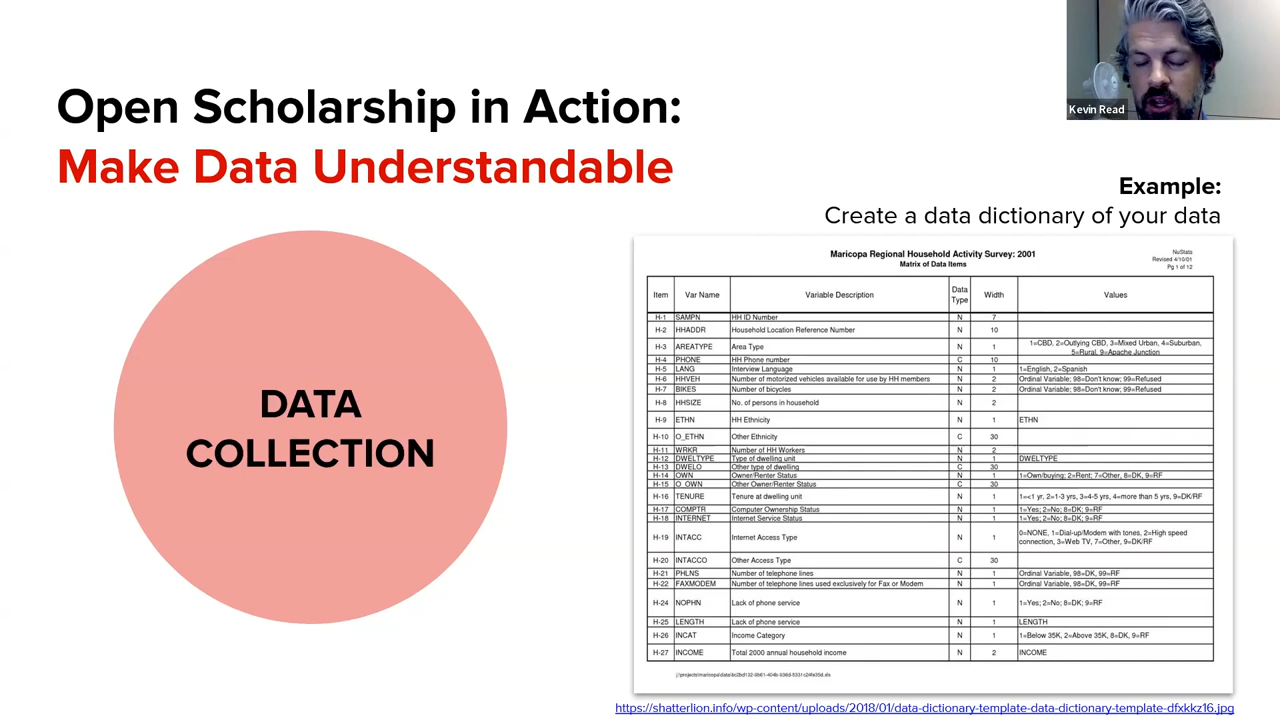 Kevin Read
Open Scholarship in Action:
Make Data Understandable
Example:
Create a data dictionary of your data
DATA
COLLECTION
Maricopa Regional Household Activity Survey: 2001
Matrix of Data Items
NuStats
Revised 4/10/01
Pg 1 of 12
Item Var Name Variable Description Data Type Width Values
H-1 SAMPN HH ID Number N 7
H-2 HHADDR Household Location Reference Number N 10
H-3 AREATYPE Area Type N 1 1=CBD, 2=Outlying CBD, 3=Mixed Urban, 4=Suburban,
5=Rural, 9=Apache Junction
H-4 PHONE HH Phone number C 10
H-5 LANG Interview Language N 1 1=English, 2=Spanish
H-6 HHVEH Number of motorized vehicles available for use by HH members N 2 Ordinal Variable; 98=Don't know; 99=Refused
H-7 BIKES Number of bicycles N 2 Ordinal Variable; 98=Don't know; 99=Refused
H-8 HHSIZE No. of persons in household N 2
H-9 ETHN HH Ethnicity N 1 ETHN
H-10 O_ETHN Other Ethnicity C 30
H-11 WRKR Number of HH Workers N 2
H-12 DWELTYPE Type of dwelling unit N 1 DWELTYPE
H-13 DWELO Other type of dwelling C 30
H-14 OWN Owner/Renter Status N 1 1=Own/buying; 2=Rent; 7=Other, 8=DK, 9=RF
H-15 O_OWN Other Owner/Renter Status C 30
H-16 TENURE Tenure at dwelling unit N 1 1=<1 yr, 2=1-3 yrs, 3=4-5 yrs, 4=more than 5 yrs, 9=DK/RF
H-17 COMPTR Computer Ownership Status N 1 1=Yes; 2=No; 8=DK; 9=RF
H-18 INTERNET Internet Service Status N 1 1=Yes; 2=No; 8=DK; 9=RF
H-19 INTACC Internet Access Type N 1 0=NONE, 1=Dial-up/Modem with tones, 2=High speed
connection, 3=Web TV, 7=Other, 9=DK/RF
H-20 INTACCO Other Access Type C 30
H-21 PHLNS Number of telephone lines N 1 Ordinal Variable, 98=DK, 99=RF
H-22 FAXMODEM Number of telephone lines used exclusively for Fax or Modem N 1 Ordinal Variable, 98=DK, 99=RF
H-24 NOPHN Lack of phone service N 1 1=Yes; 2=No; 8=DK; 9=RF
H-25 LENGTH Lack of phone service N 1 LENGTH
H-26 INCAT Income Category N 1 1=Below 35K, 2=Above 35K, 8=DK, 9=RF
H-27 INCOME Total 2000 annual household income N 2 INCOME
https://shatterlion.info/wp-content/uploads/2018/01/data-dictionary-template-data-dictionary-template-dfxkkz16.jpg